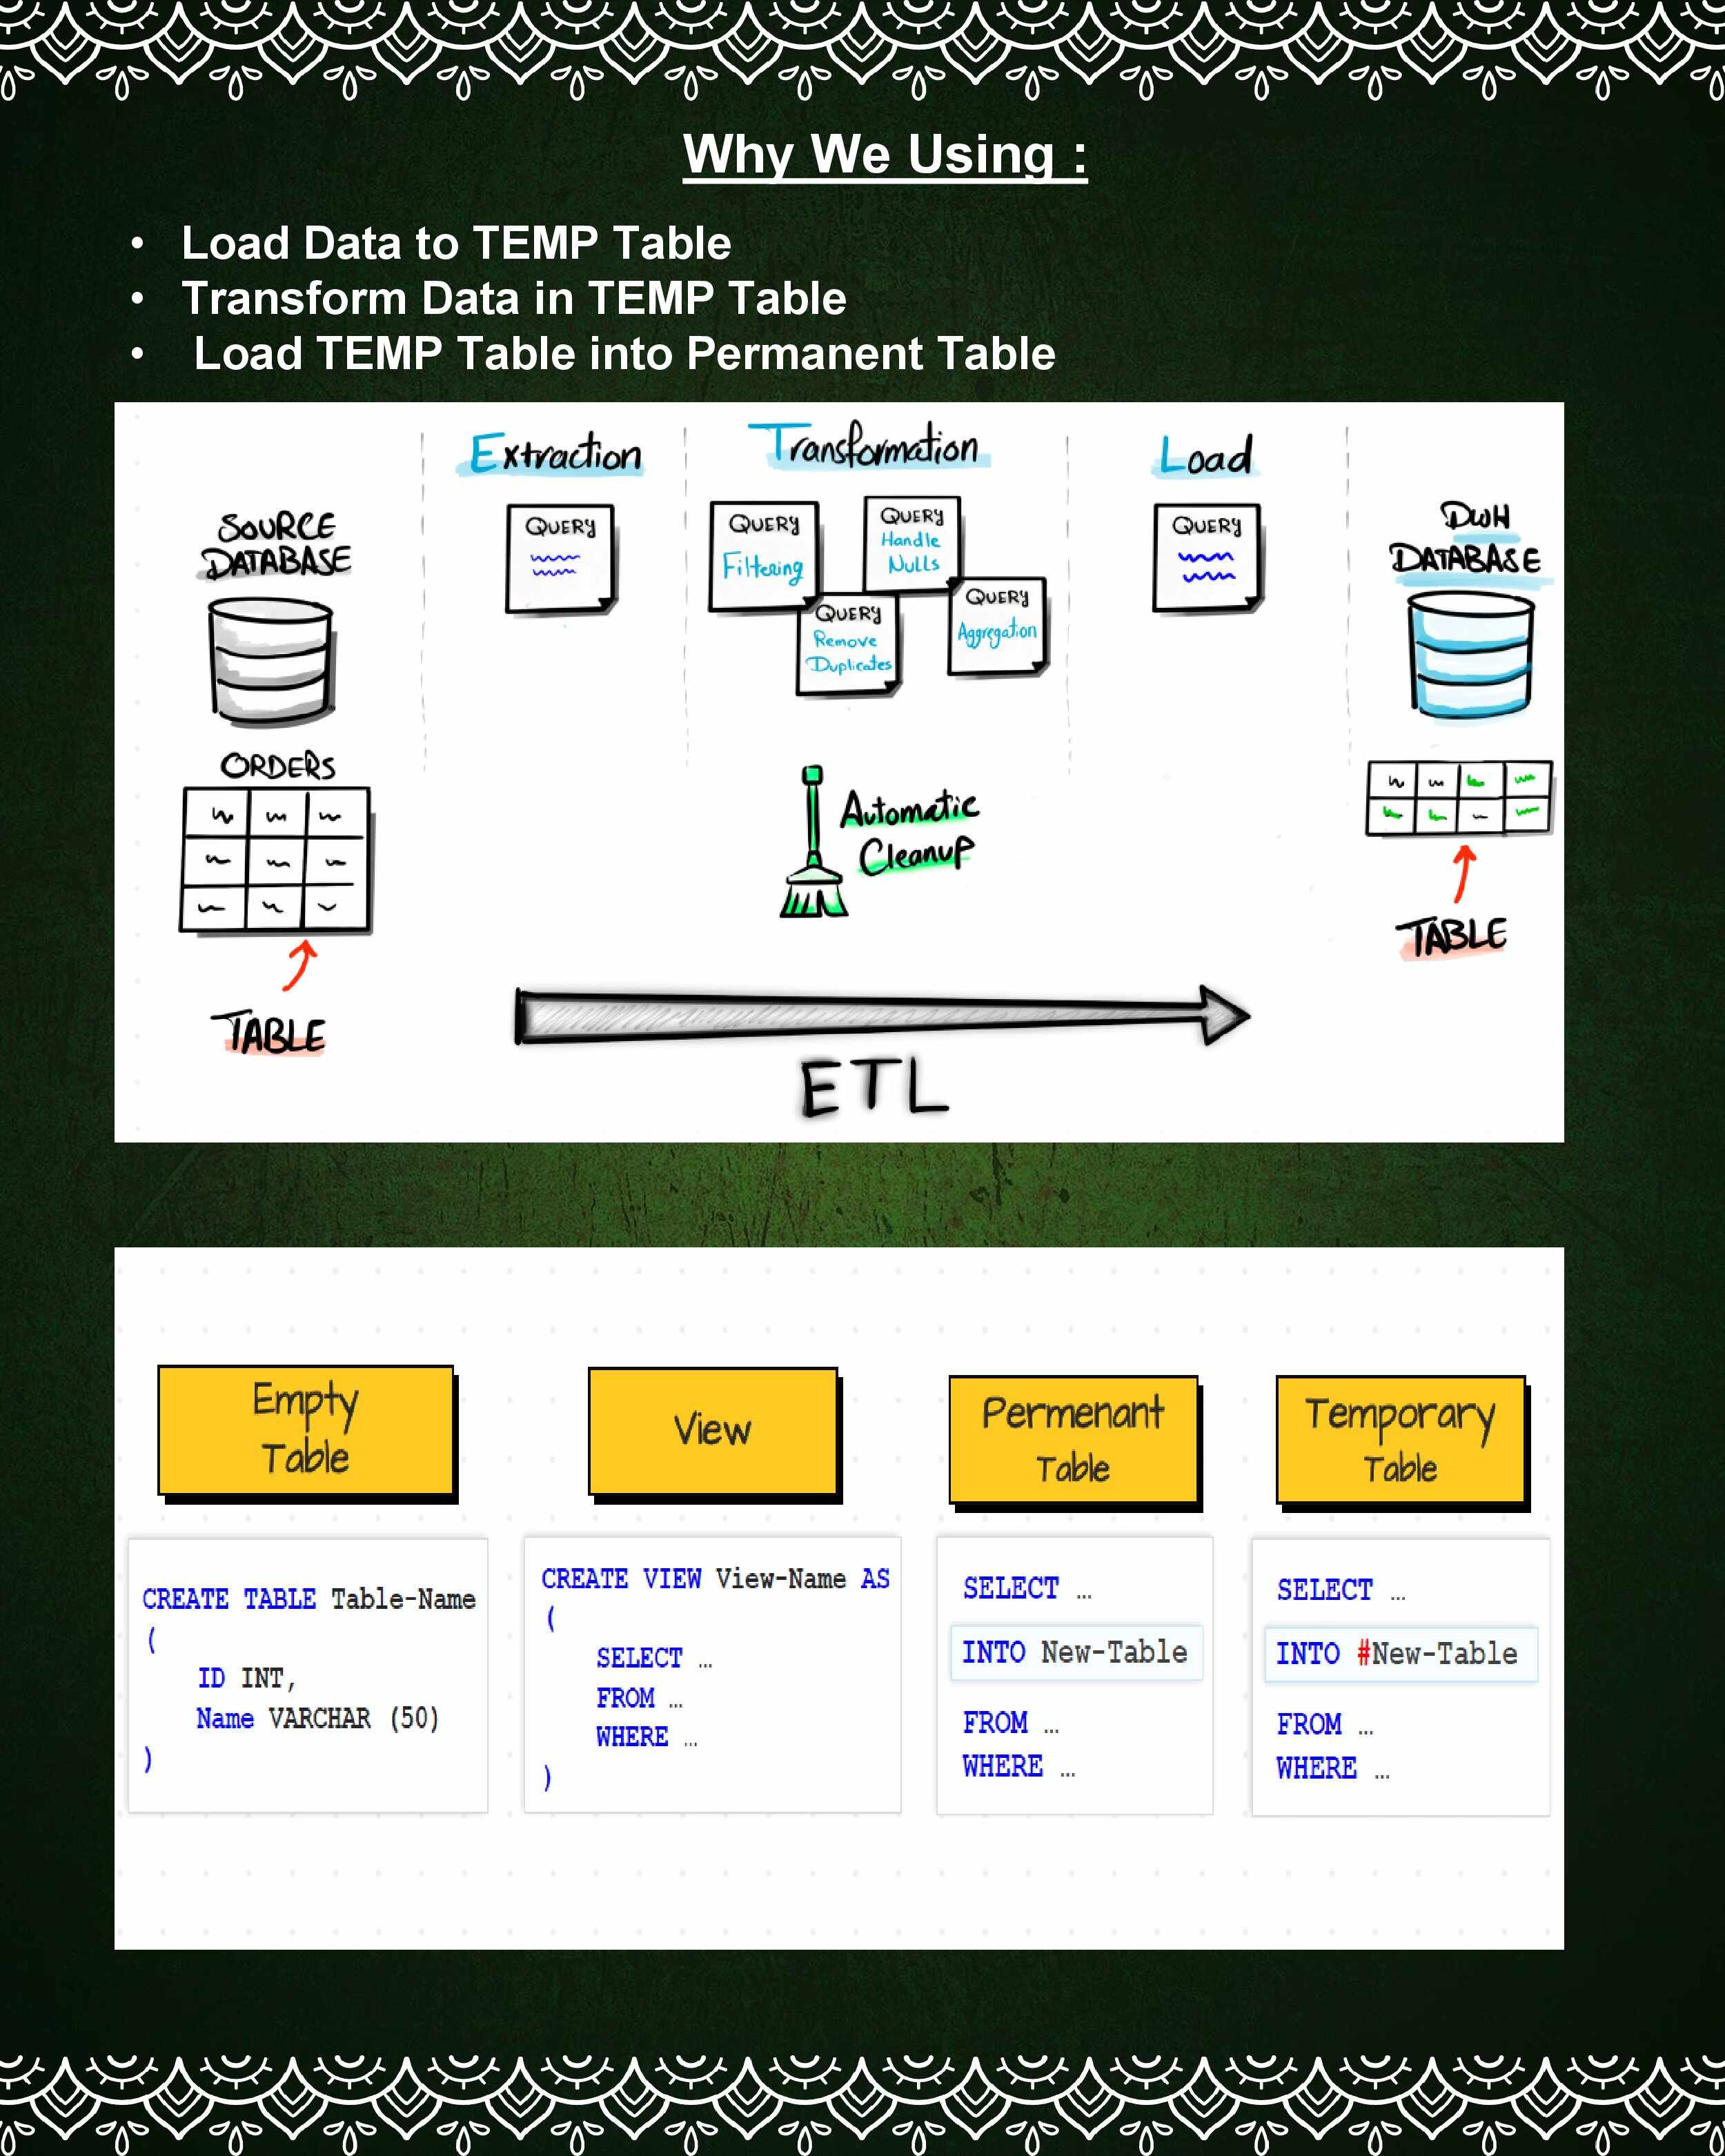 Why We Using :
• Load Data to TEMP Table
• Transform Data in TEMP Table
• Load TEMP Table into Permanent Table
Extraction
Transformation
Load
SOURCE
DATABASE
QUERY
QUERY
Filtering
QUERY
Handle
Nulls
QUERY
Remove
Duplicates
QUERY
Aggregation
QUERY
DWH
DATABASE
ORDERS
Automatic
Cleanup
TABLE
TABLE
ETL
Empty
Table
View
Permenant
Table
Temporary
Table
CREATE TABLE Table-Name
(
ID INT,
Name VARCHAR (50)
)
CREATE VIEW View-Name AS
(
SELECT …
FROM …
WHERE …
)
SELECT …
INTO New-Table
FROM …
WHERE …
SELECT …
INTO #New-Table
FROM …
WHERE …